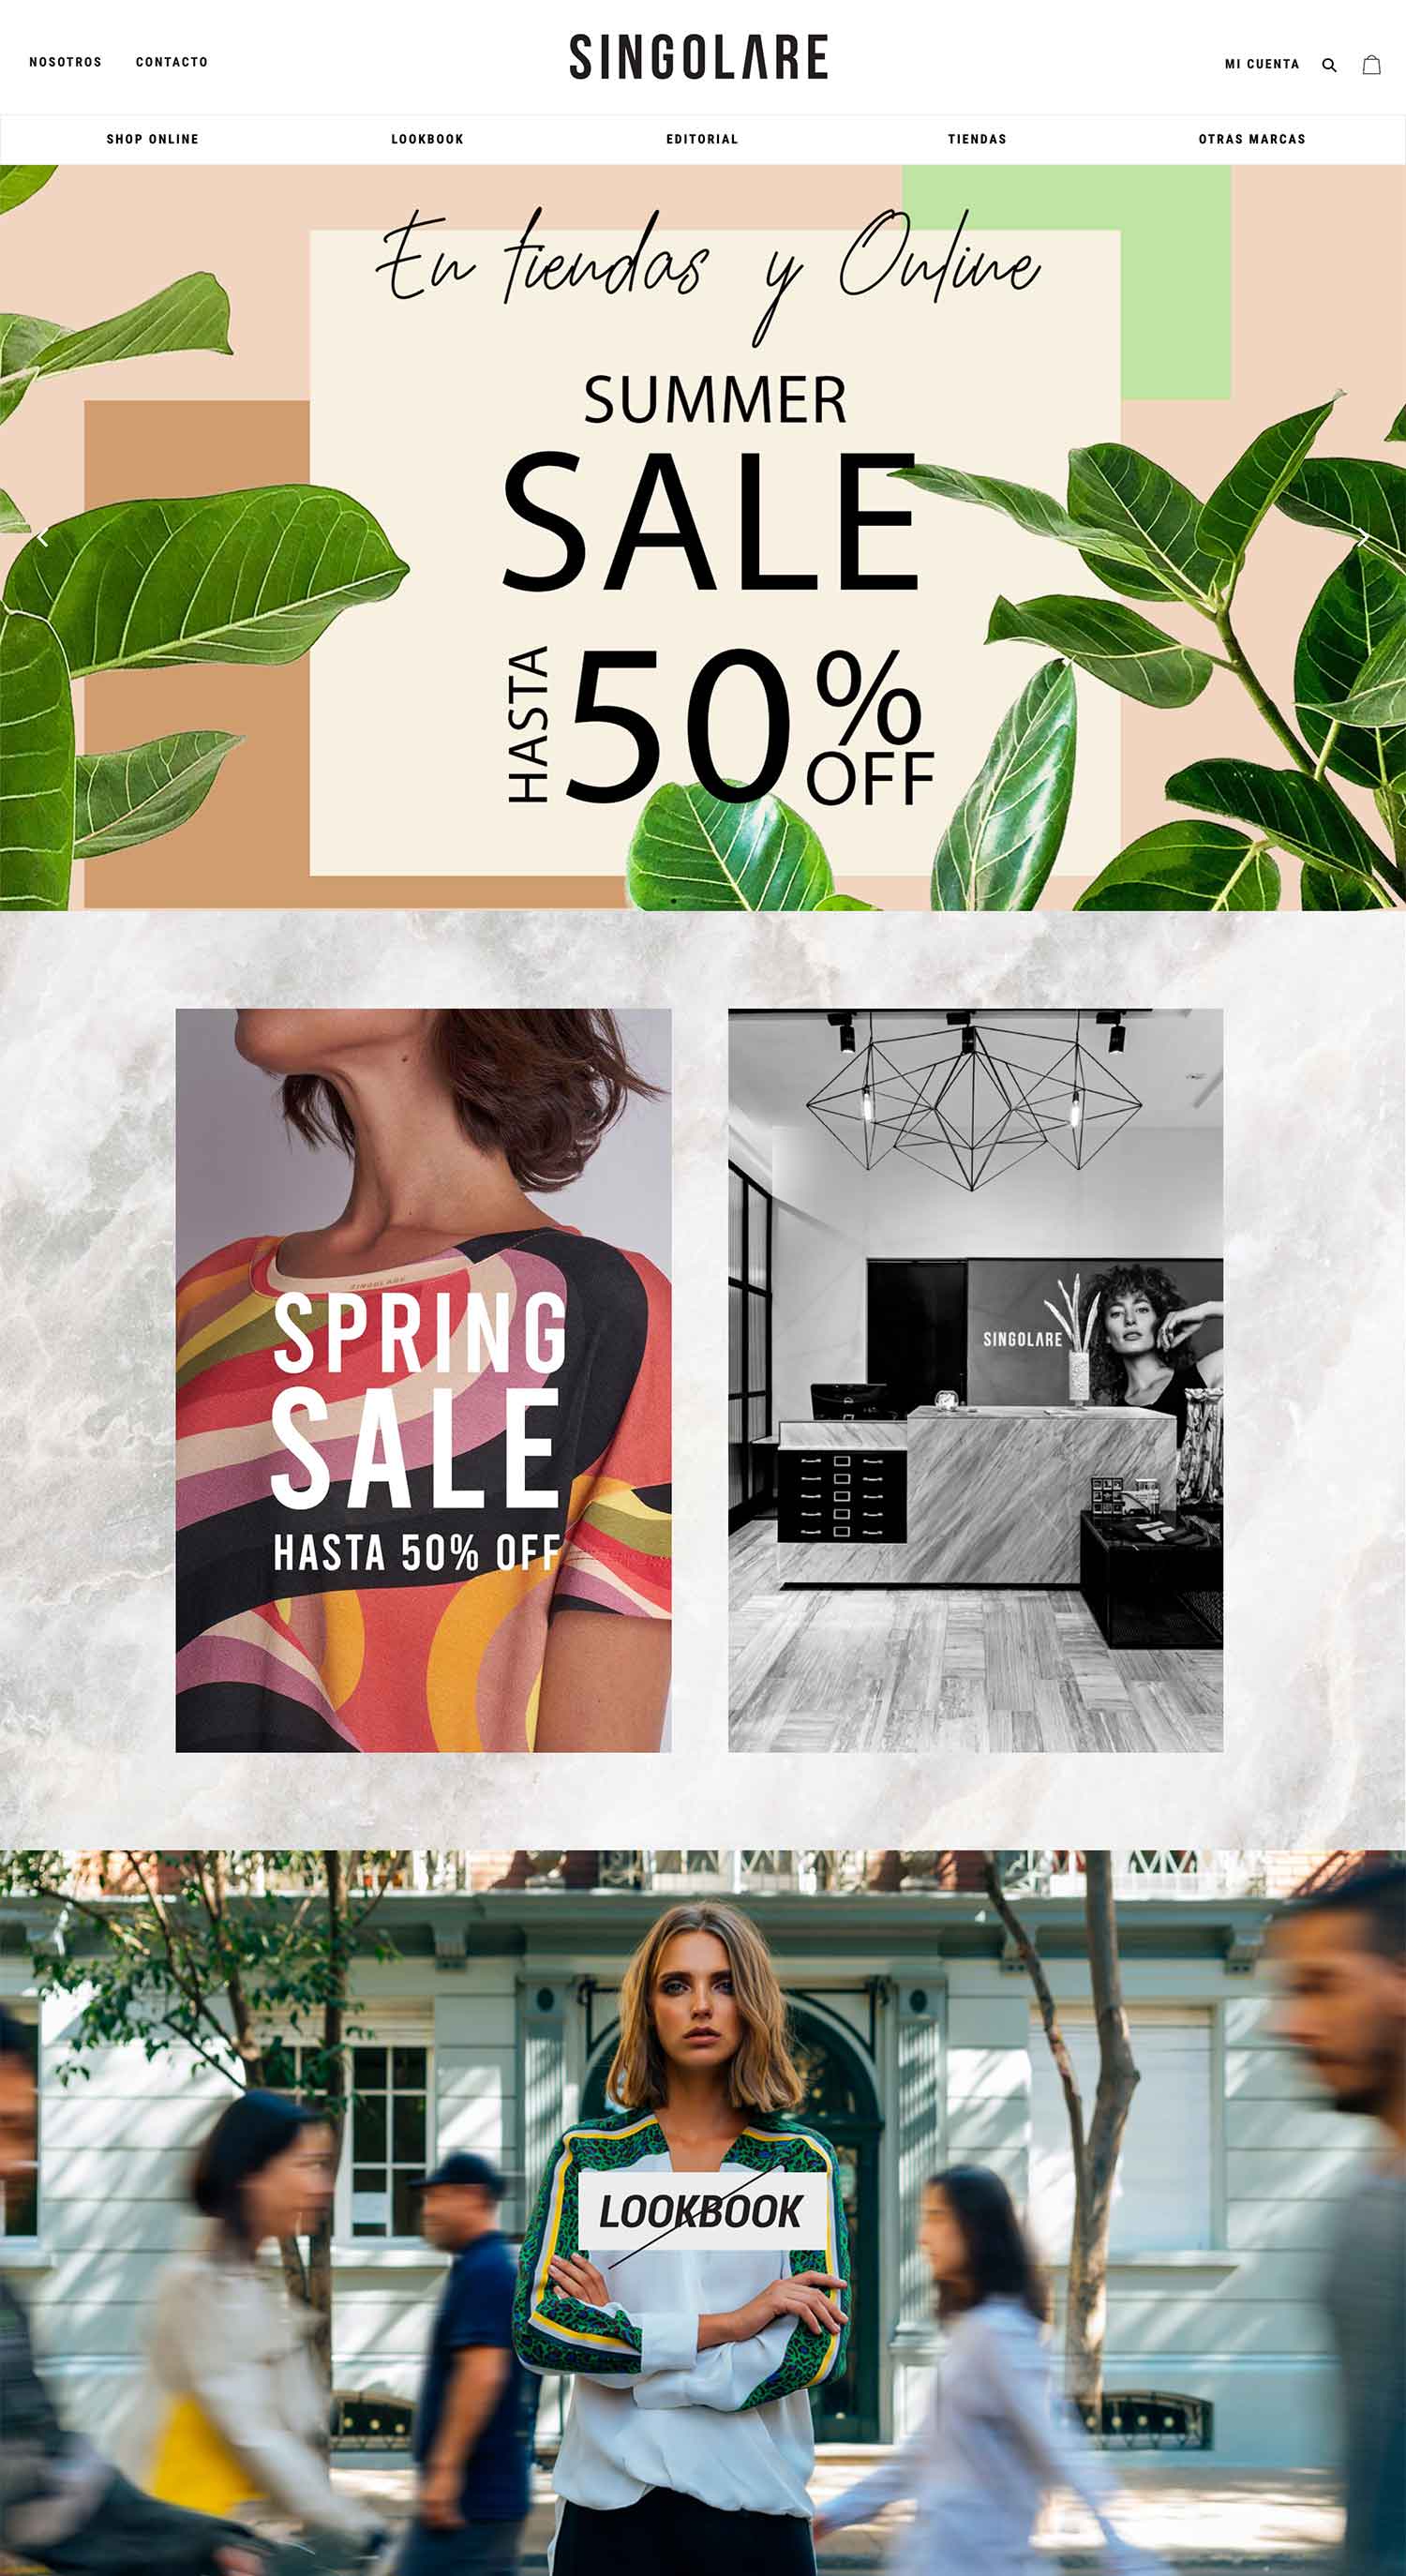 NOSOTROS
CONTACTO
SINGOLARE
MI CUENTA
SHOP ONLINE
LOOKBOOK
EDITORIAL
TIENDAS
OTRAS MARCAS
En tiendas y Online
SUMMER
SALE
HASTA
50%
OFF
SINGOLARE
SPRING
SALE
HASTA 50% OFF
SINGOLARE
LOOKBOOK